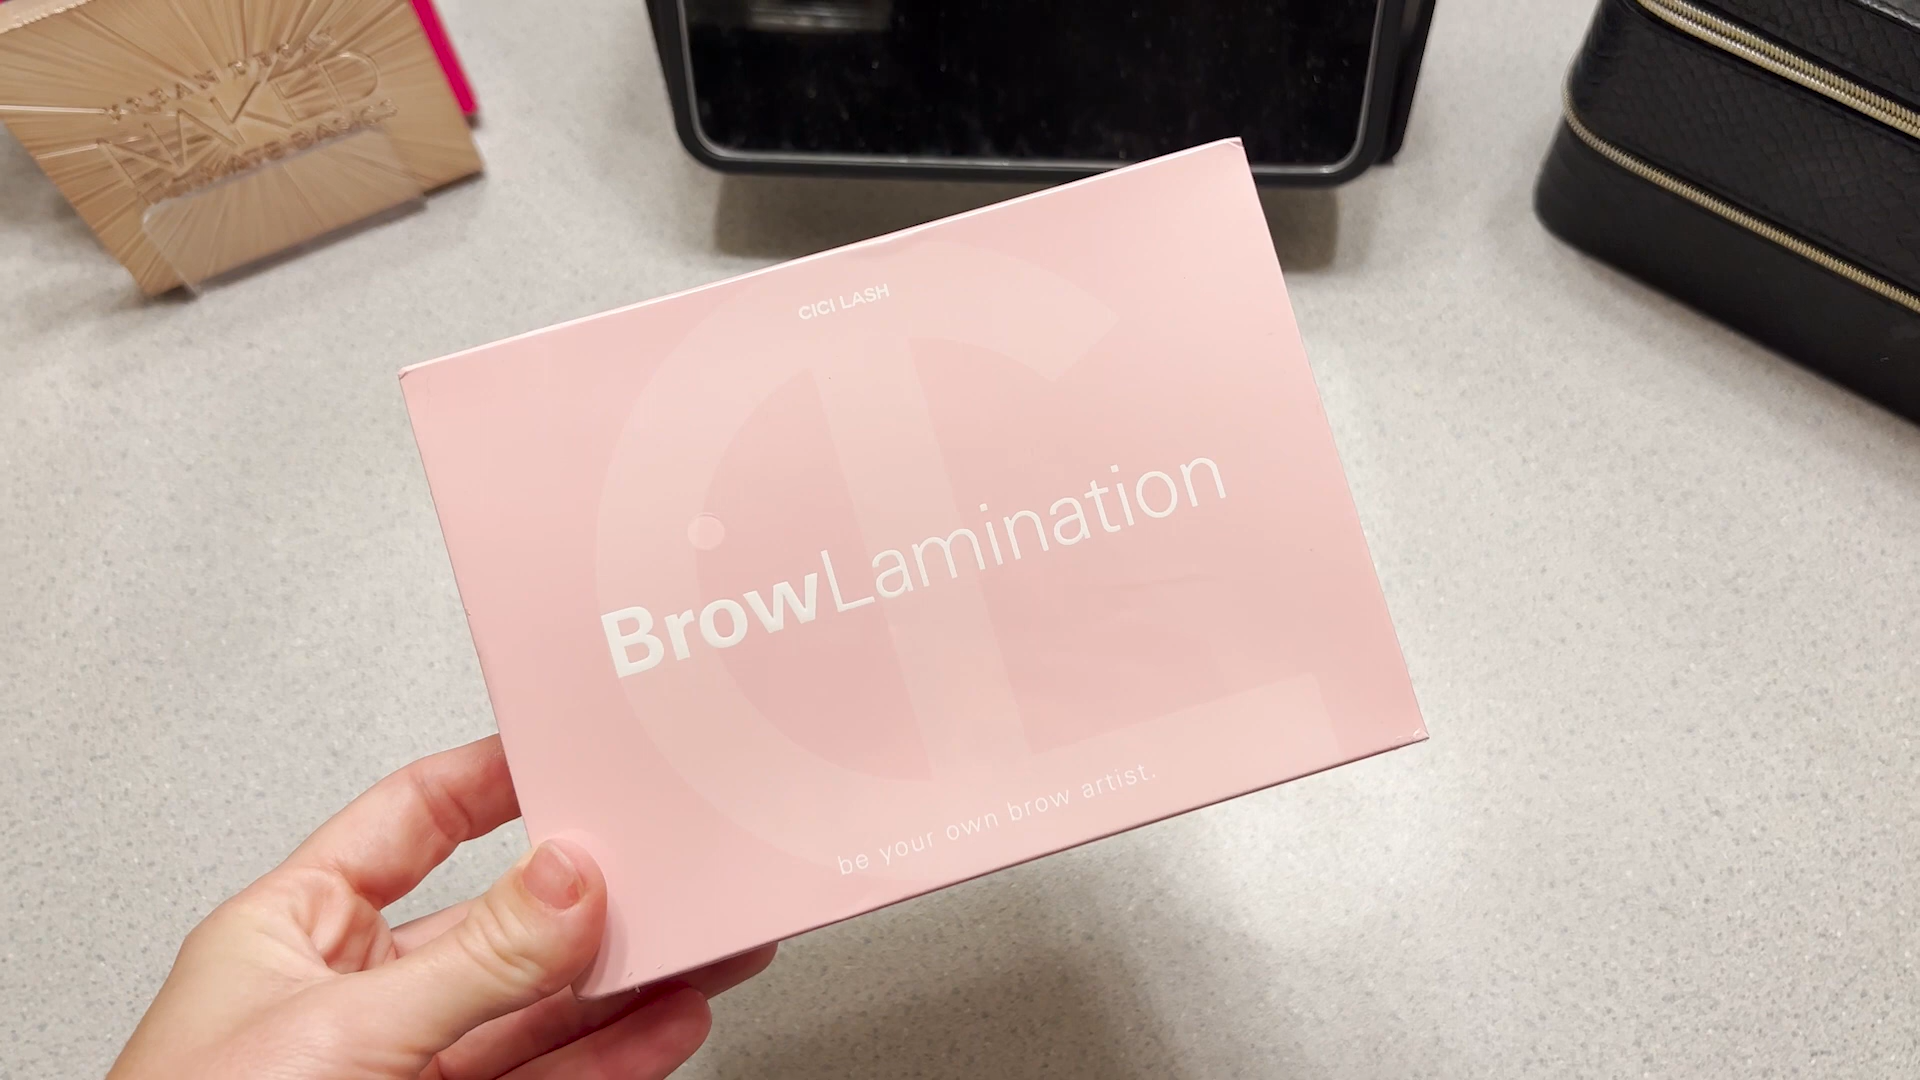 URBAN DECAY
NAKED
CICI LASH
BrowLamination
be your own brow artist.